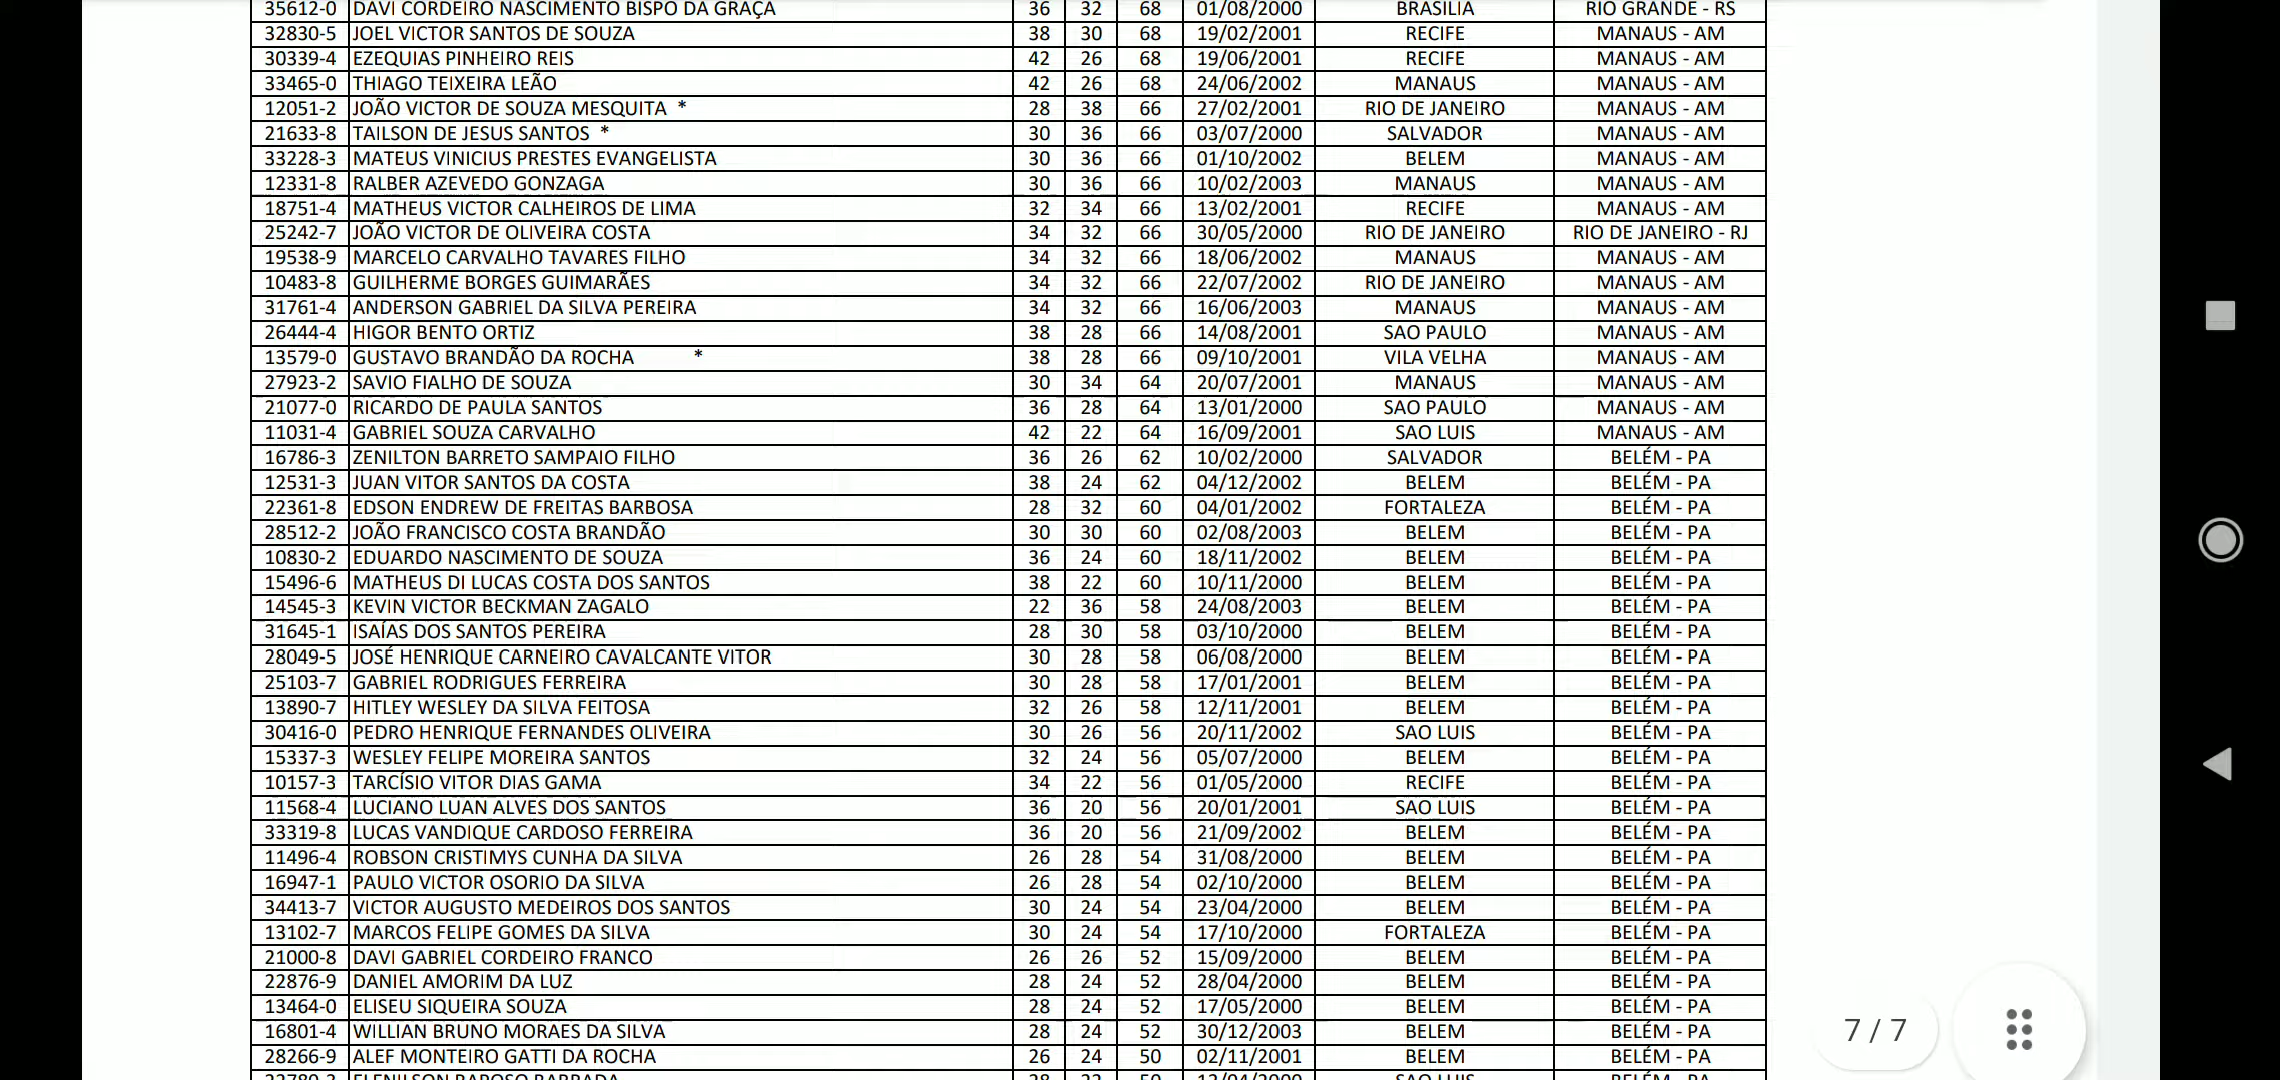 35612-0 DAVI CORDEIRO NASCIMENTO BISPO DA GRAÇA 36 32 68 01/08/2000 BRASILIA RIO GRANDE - RS
32830-5 JOEL VICTOR SANTOS DE SOUZA 38 30 68 19/02/2001 RECIFE MANAUS - AM
30339-4 EZEQUIAS PINHEIRO REIS 42 26 68 19/06/2001 RECIFE MANAUS - AM
33465-0 THIAGO TEIXEIRA LEÃO 42 26 68 24/06/2002 MANAUS MANAUS - AM
12051-2 JOÃO VICTOR DE SOUZA MESQUITA * 28 38 66 27/02/2001 RIO DE JANEIRO MANAUS - AM
21633-8 TAILSON DE JESUS SANTOS * 30 36 66 03/07/2000 SALVADOR MANAUS - AM
33228-3 MATEUS VINICIUS PRESTES EVANGELISTA 30 36 66 01/10/2002 BELEM MANAUS - AM
12331-8 RALBER AZEVEDO GONZAGA 30 36 66 10/02/2003 MANAUS MANAUS - AM
18751-4 MATHEUS VICTOR CALHEIROS DE LIMA 32 34 66 13/02/2001 RECIFE MANAUS - AM
25242-7 JOÃO VICTOR DE OLIVEIRA COSTA 34 32 66 30/05/2000 RIO DE JANEIRO RIO DE JANEIRO - RJ
19538-9 MARCELO CARVALHO TAVARES FILHO 34 32 66 18/06/2002 MANAUS MANAUS - AM
10483-8 GUILHERME BORGES GUIMARÃES 34 32 66 22/07/2002 RIO DE JANEIRO MANAUS - AM
31761-4 ANDERSON GABRIEL DA SILVA PEREIRA 34 32 66 16/06/2003 MANAUS MANAUS - AM
26444-4 HIGOR BENTO ORTIZ 38 28 66 14/08/2001 SAO PAULO MANAUS - AM
13579-0 GUSTAVO BRANDÃO DA ROCHA * 38 28 66 09/10/2001 VILA VELHA MANAUS - AM
27923-2 SAVIO FIALHO DE SOUZA 30 34 64 20/07/2001 MANAUS MANAUS - AM
21077-0 RICARDO DE PAULA SANTOS 36 28 64 13/01/2000 SAO PAULO MANAUS - AM
11031-4 GABRIEL SOUZA CARVALHO 42 22 64 16/09/2001 SAO LUIS MANAUS - AM
16786-3 ZENILTON BARRETO SAMPAIO FILHO 36 26 62 10/02/2000 SALVADOR BELÉM - PA
12531-3 JUAN VITOR SANTOS DA COSTA 38 24 62 04/12/2002 BELEM BELÉM - PA
22361-8 EDSON ENDREW DE FREITAS BARBOSA 28 32 60 04/01/2002 FORTALEZA BELÉM - PA
28512-2 JOÃO FRANCISCO COSTA BRANDÃO 30 30 60 02/08/2003 BELEM BELÉM - PA
10830-2 EDUARDO NASCIMENTO DE SOUZA 36 24 60 18/11/2002 BELEM BELÉM - PA
15496-6 MATHEUS DI LUCAS COSTA DOS SANTOS 38 22 60 10/11/2000 BELEM BELÉM - PA
14545-3 KEVIN VICTOR BECKMAN ZAGALO 22 36 58 24/08/2003 BELEM BELÉM - PA
31645-1 ISAÍAS DOS SANTOS PEREIRA 28 30 58 03/10/2000 BELEM BELÉM - PA
28049-5 JOSÉ HENRIQUE CARNEIRO CAVALCANTE VITOR 30 28 58 06/08/2000 BELEM BELÉM - PA
25103-7 GABRIEL RODRIGUES FERREIRA 30 28 58 17/01/2001 BELEM BELÉM - PA
13890-7 HITLEY WESLEY DA SILVA FEITOSA 32 26 58 12/11/2001 BELEM BELÉM - PA
30416-0 PEDRO HENRIQUE FERNANDES OLIVEIRA 30 26 56 20/11/2002 SAO LUIS BELÉM - PA
15337-3 WESLEY FELIPE MOREIRA SANTOS 32 24 56 05/07/2000 BELEM BELÉM - PA
10157-3 TARCÍSIO VITOR DIAS GAMA 34 22 56 01/05/2000 RECIFE BELÉM - PA
11568-4 LUCIANO LUAN ALVES DOS SANTOS 36 20 56 20/01/2001 SAO LUIS BELÉM - PA
33319-8 LUCAS VANDIQUE CARDOSO FERREIRA 36 20 56 21/09/2002 BELEM BELÉM - PA
11496-4 ROBSON CRISTIMYS CUNHA DA SILVA 26 28 54 31/08/2000 BELEM BELÉM - PA
16947-1 PAULO VICTOR OSORIO DA SILVA 26 28 54 02/10/2000 BELEM BELÉM - PA
34413-7 VICTOR AUGUSTO MEDEIROS DOS SANTOS 30 24 54 23/04/2000 BELEM BELÉM - PA
13102-7 MARCOS FELIPE GOMES DA SILVA 30 24 54 17/10/2000 FORTALEZA BELÉM - PA
21000-8 DAVI GABRIEL CORDEIRO FRANCO 26 26 52 15/09/2000 BELEM BELÉM - PA
22876-9 DANIEL AMORIM DA LUZ 28 24 52 28/04/2000 BELEM BELÉM - PA
13464-0 ELISEU SIQUEIRA SOUZA 28 24 52 17/05/2000 BELEM BELÉM - PA
16801-4 WILLIAN BRUNO MORAES DA SILVA 28 24 52 30/12/2003 BELEM BELÉM - PA
28266-9 ALEF MONTEIRO GATTI DA ROCHA 26 24 50 02/11/2001 BELEM BELÉM - PA
7 / 7